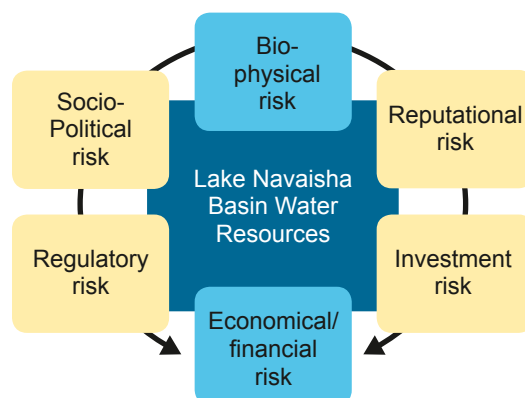 Bio-
physical
risk
Socio-
Political
risk
Reputational
risk
Lake Navaisha
Basin Water
Resources
Regulatory
risk
Investment
risk
Economical/
financial
risk